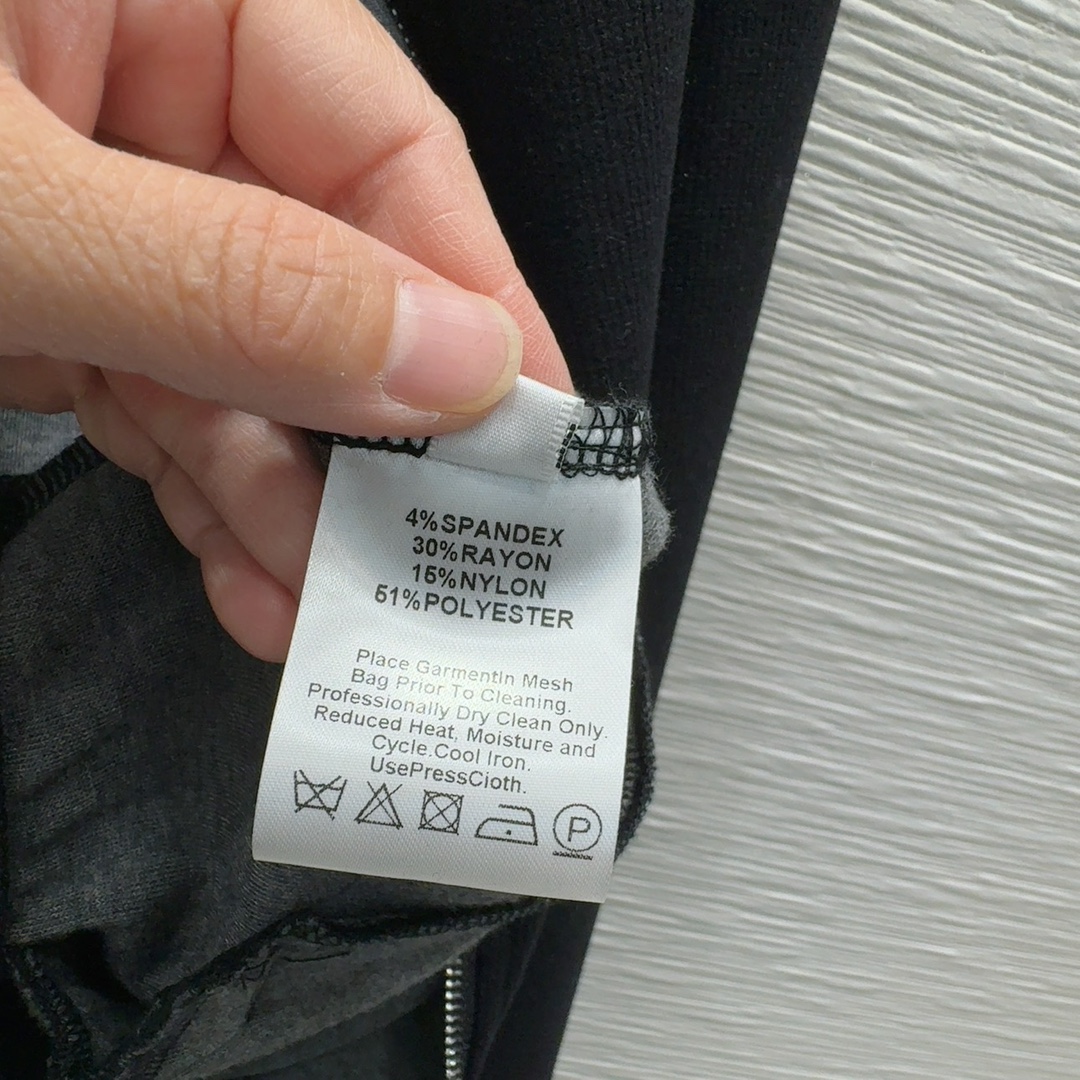 4%SPANDEX
30%RAYON
15%NYLON
51%POLYESTER
Place GarmentIn Mesh
Bag Prior To Cleaning.
Professionally Dry Clean Only.
Reduced Heat, Moisture and
Cycle.Cool Iron.
UsePressCloth.
P